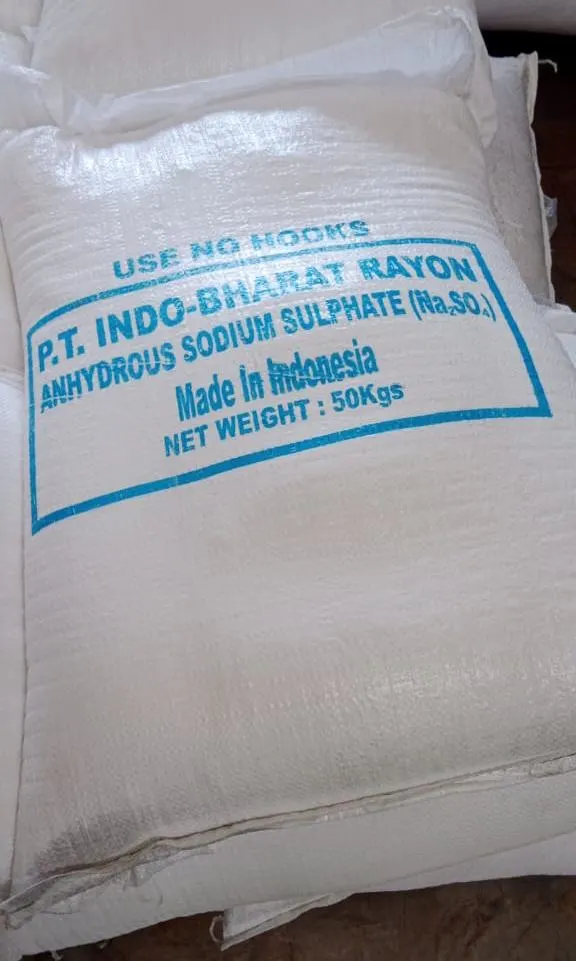 USE NO HOOKS
P.T. INDO-BHARAT RAYON
ANHYDROUS SODIUM SULPHATE (Na₂SO₄)
Made in Indonesia
NET WEIGHT : 50Kgs